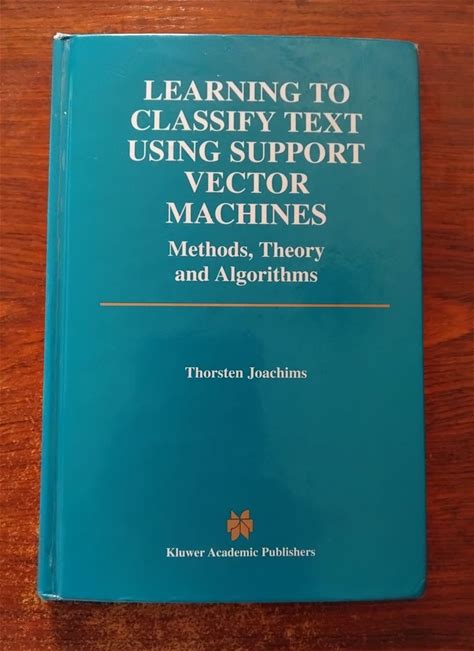 LEARNING TO
CLASSIFY TEXT
USING SUPPORT
VECTOR
MACHINES
Methods, Theory
and Algorithms
Thorsten Joachims
Kluwer Academic Publishers